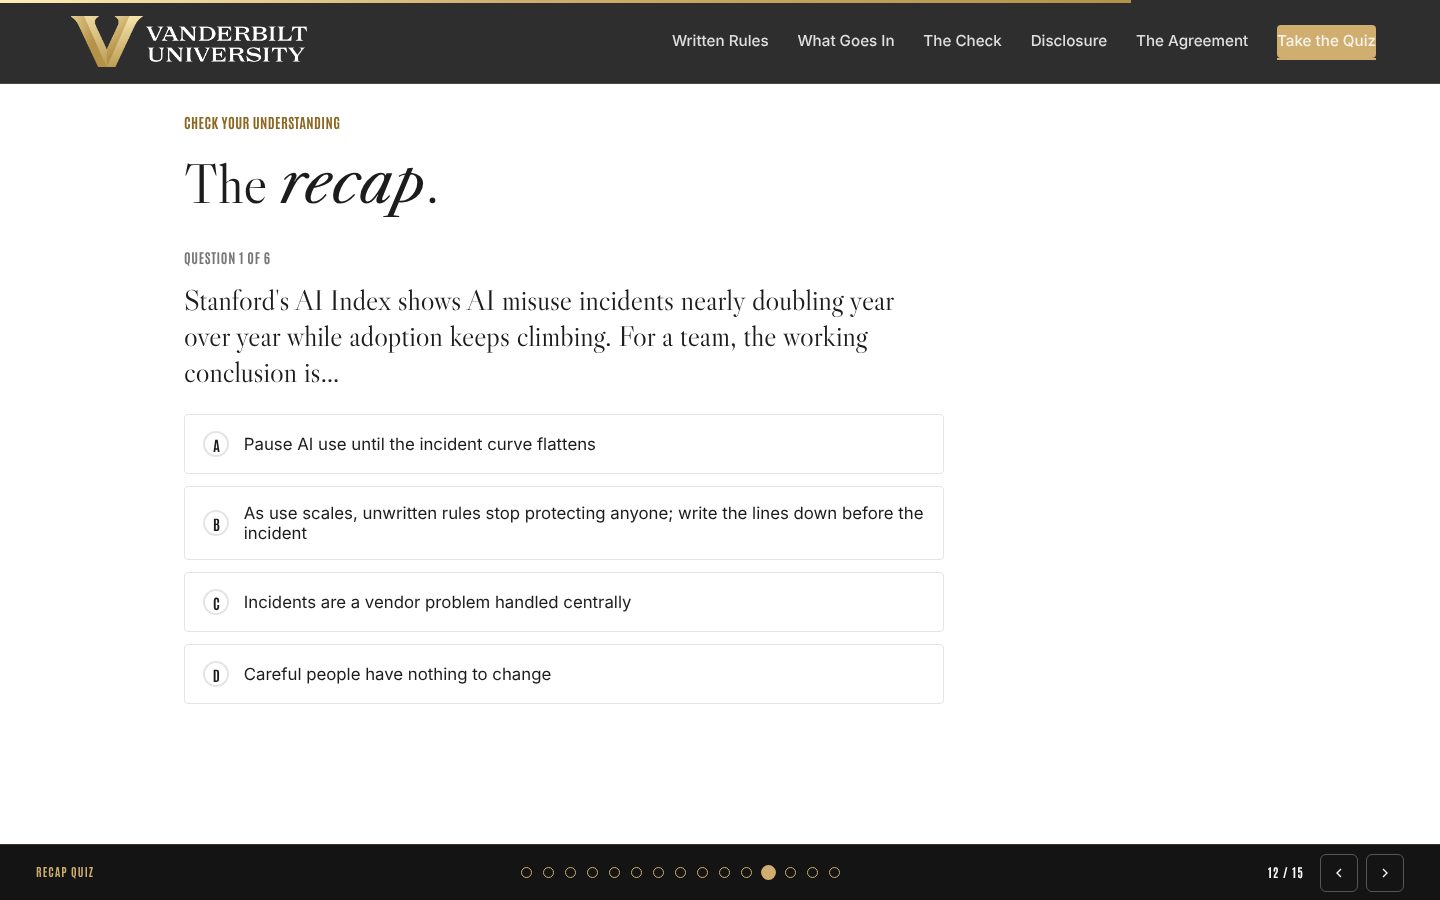 VANDERBILT
UNIVERSITY
Written Rules
What Goes In
The Check
Disclosure
The Agreement
Take the Quiz
CHECK YOUR UNDERSTANDING
The recap.
QUESTION 1 OF 6
Stanford's AI Index shows AI misuse incidents nearly doubling year
over year while adoption keeps climbing. For a team, the working
conclusion is...
A Pause AI use until the incident curve flattens
B As use scales, unwritten rules stop protecting anyone; write the lines down before the
incident
C Incidents are a vendor problem handled centrally
D Careful people have nothing to change
RECAP QUIZ
12 / 15